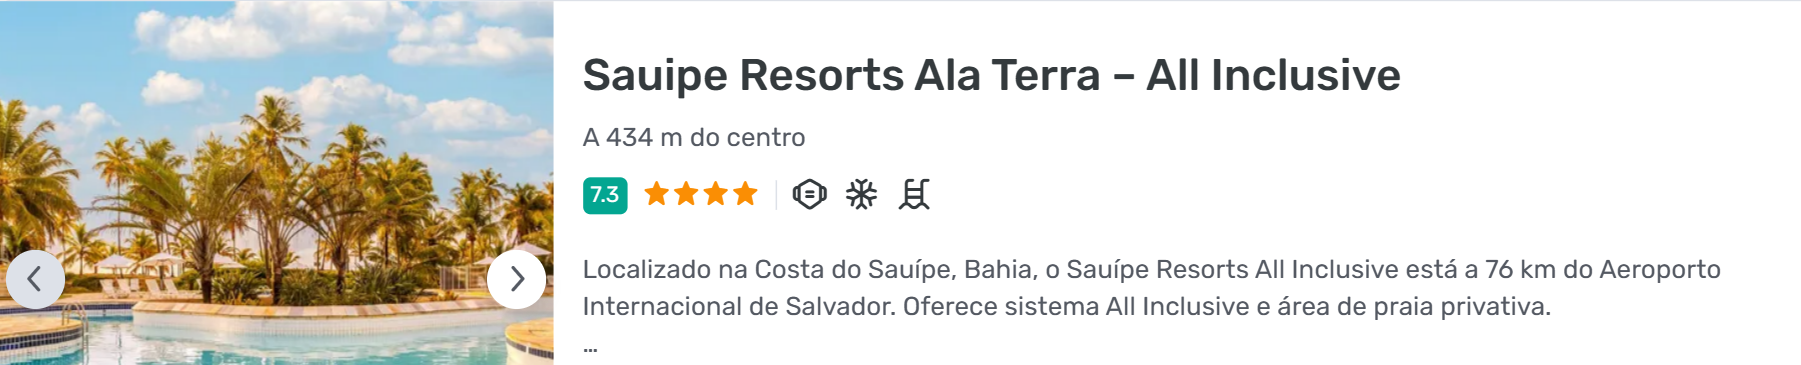 Sauipe Resorts Ala Terra – All Inclusive
A 434 m do centro
7.3
Localizado na Costa do Sauípe, Bahia, o Sauípe Resorts All Inclusive está a 76 km do Aeroporto
Internacional de Salvador. Oferece sistema All Inclusive e área de praia privativa.
...